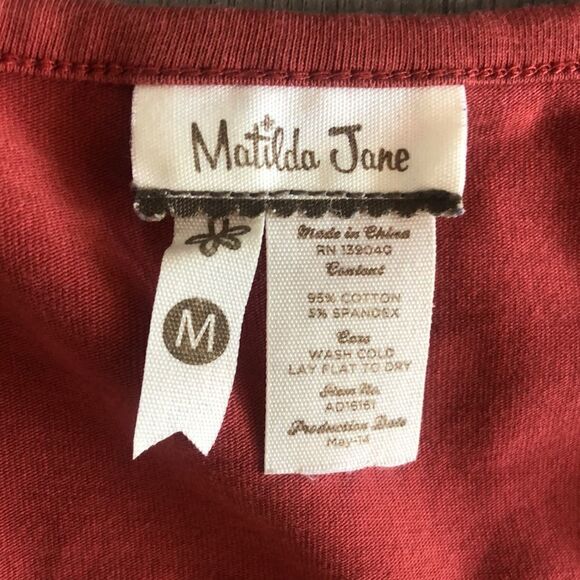 Matilda Jane
M
Made in China
RN 139040
Content
95% COTTON
5% SPANDEX
Care
WASH COLD
LAY FLAT TO DRY
Item No.
AD16161
Production Date
May-14